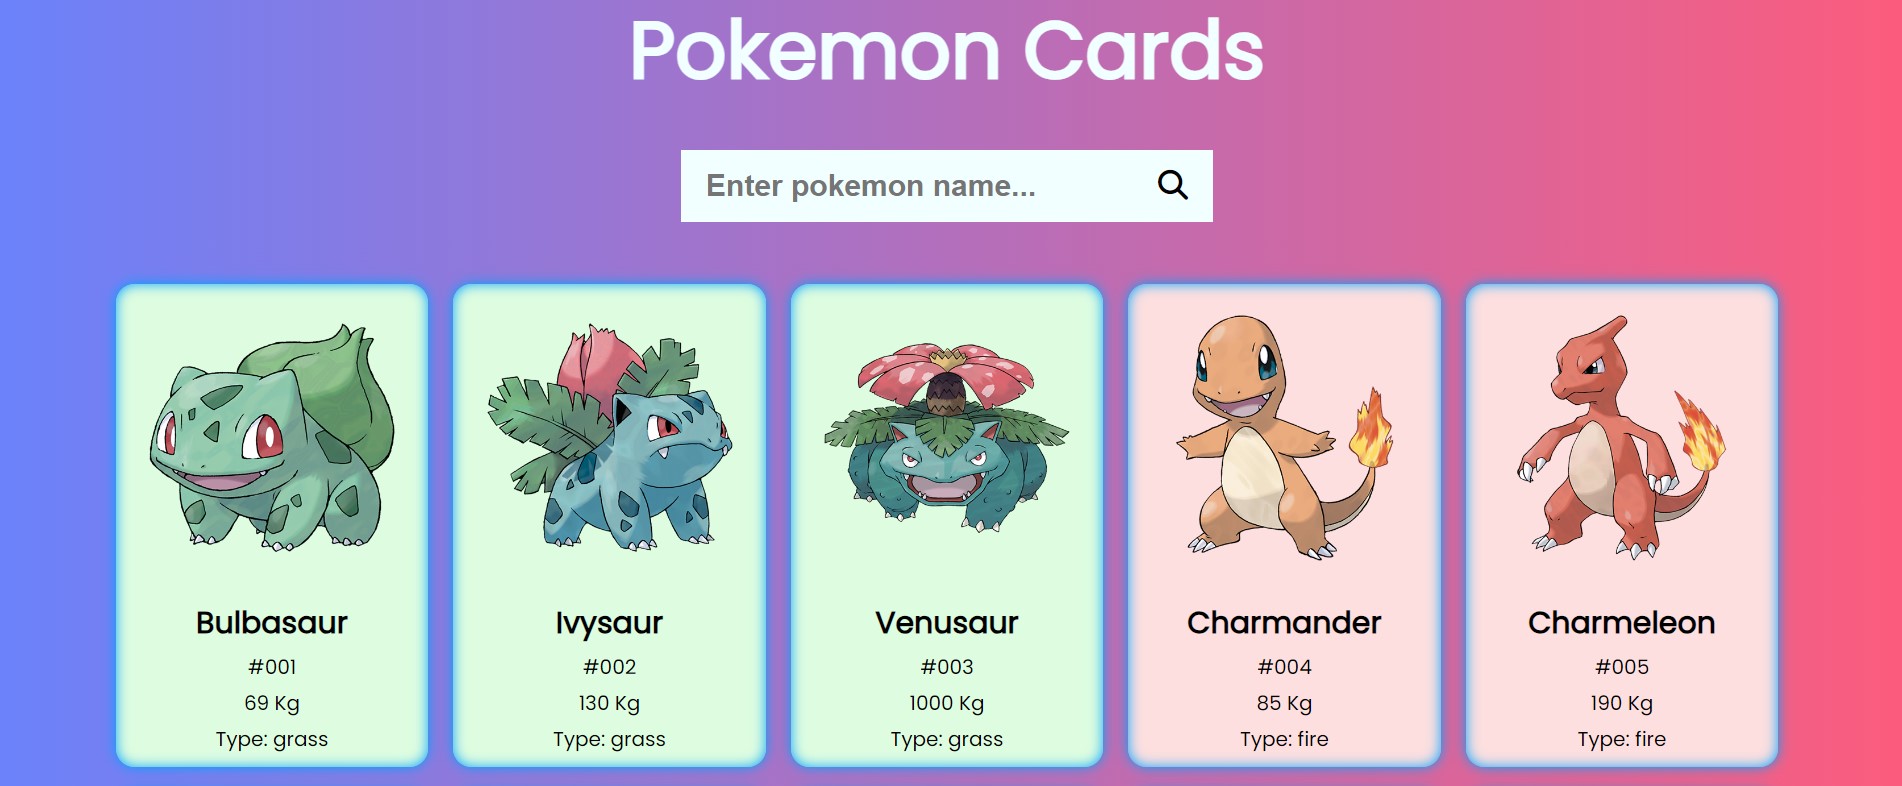 Pokemon Cards
Enter pokemon name...
Bulbasaur
#001
69 Kg
Type: grass
Ivysaur
#002
130 Kg
Type: grass
Venusaur
#003
1000 Kg
Type: grass
Charmander
#004
85 Kg
Type: fire
Charmeleon
#005
190 Kg
Type: fire